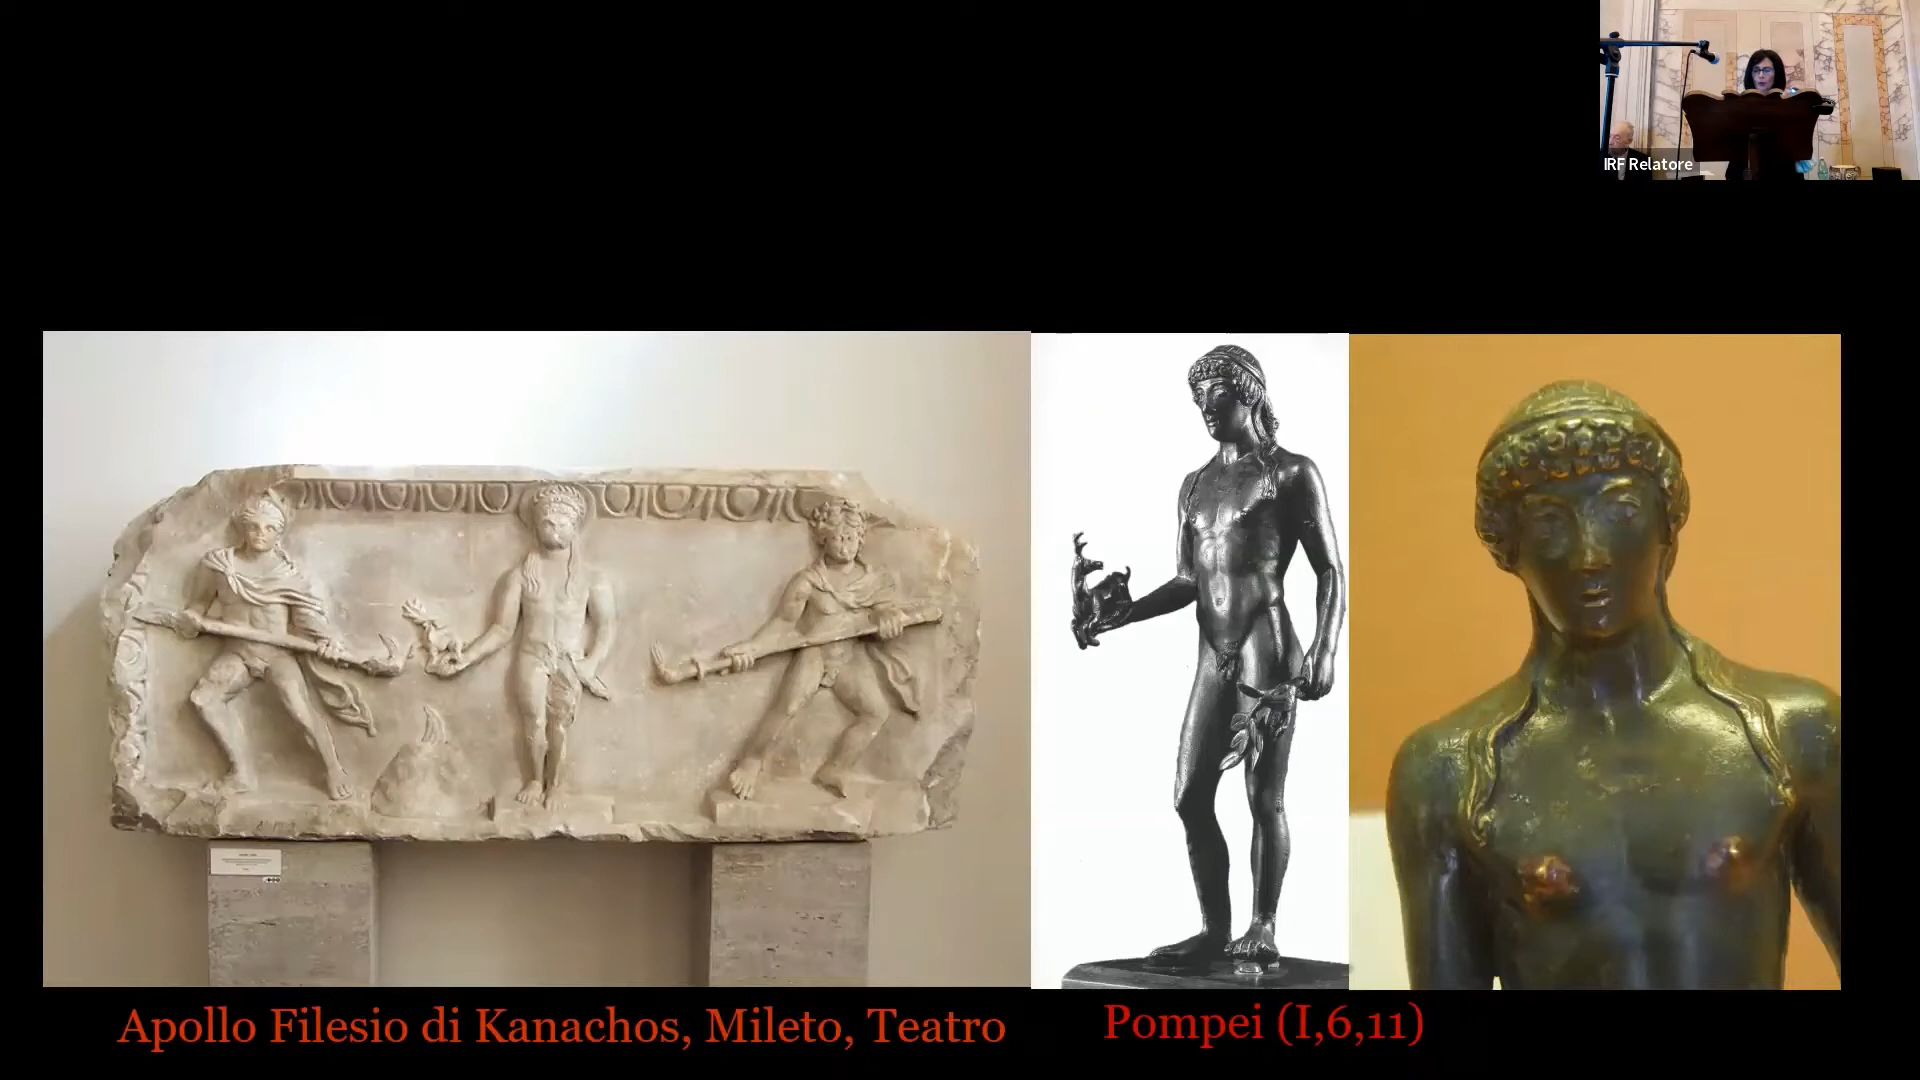 IRF Relatore
Apollo Filesio di Kanachos, Mileto, Teatro
Pompei (I,6,11)